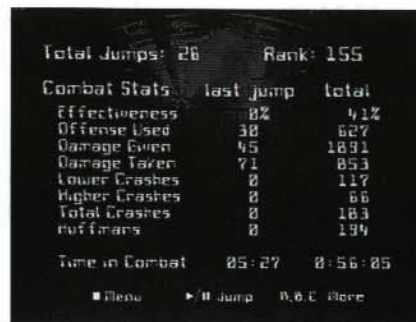 Total Jumps: 26 Rank: 155
Combat Stats last jump total
Effectiveness 0% 41%
Offense Used 30 627
Damage Given 45 1091
Damage Taken 71 853
Lower Crashes 0 117
Higher Crashes 0 66
Total Crashes 0 183
Huffmans 0 194
Time in Combat 05:27 0:56:05
■ Menu ►/II Jump A,B,C More